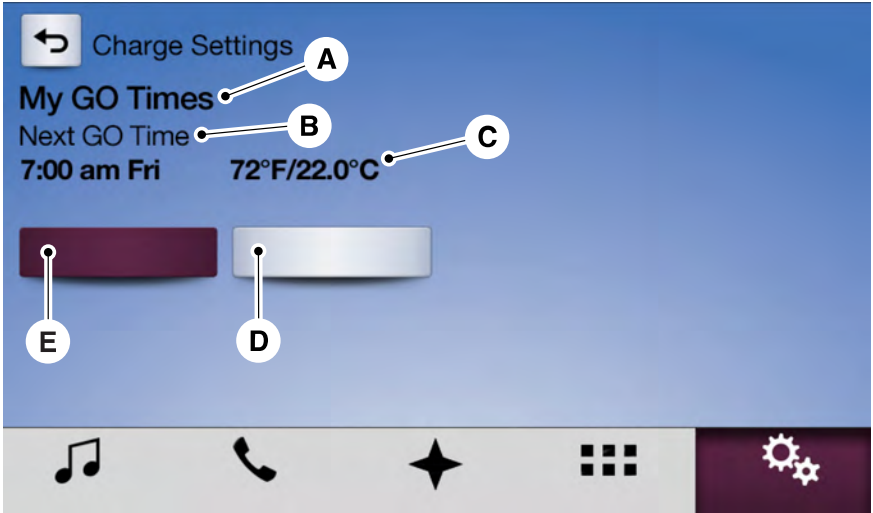 Charge Settings
A
My GO Times
B
Next GO Time
C
7:00 am Fri 72°F/22.0°C
E
D